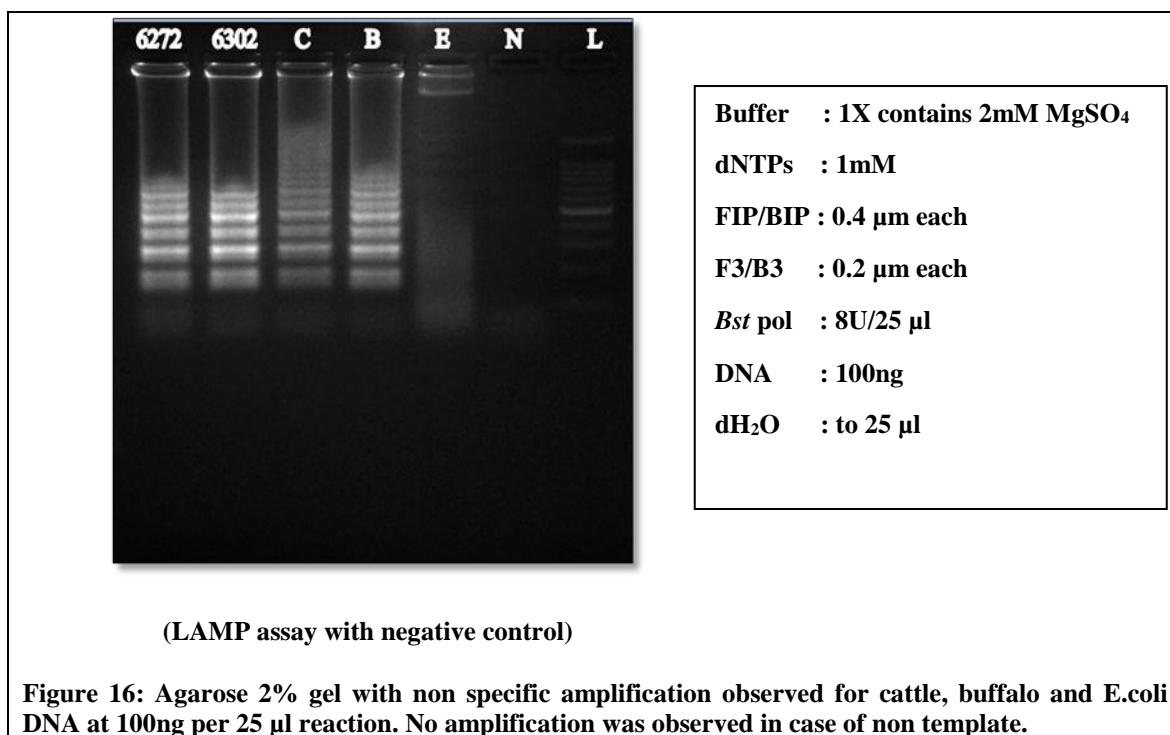 6272 6302 C B E N L
Buffer : 1X contains 2mM MgSO₄
dNTPs : 1mM
FIP/BIP : 0.4 µm each
F3/B3 : 0.2 µm each
Bst pol : 8U/25 µl
DNA : 100ng
dH₂O : to 25 µl
(LAMP assay with negative control)
Figure 16: Agarose 2% gel with non specific amplification observed for cattle, buffalo and E.coli
DNA at 100ng per 25 µl reaction. No amplification was observed in case of non template.